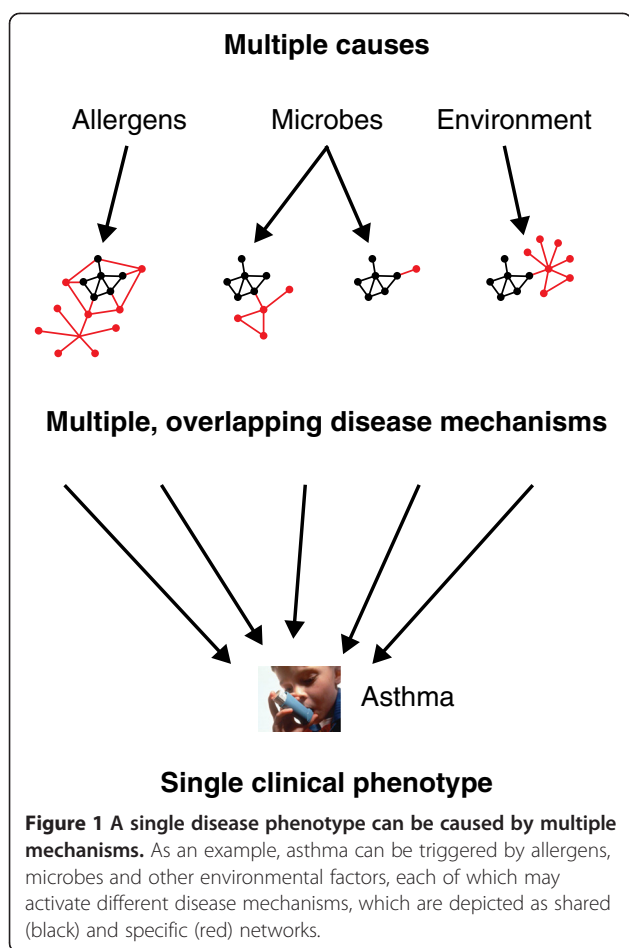 Multiple causes
Allergens Microbes Environment
Multiple, overlapping disease mechanisms
Asthma
Single clinical phenotype
Figure 1 A single disease phenotype can be caused by multiple
mechanisms. As an example, asthma can be triggered by allergens,
microbes and other environmental factors, each of which may
activate different disease mechanisms, which are depicted as shared
(black) and specific (red) networks.